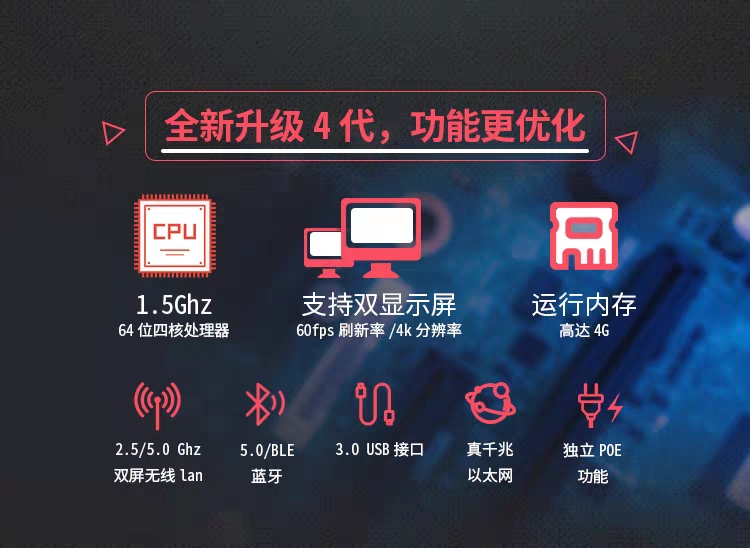 全新升级 4 代，功能更优化
CPU
1.5Ghz
64 位四核处理器
支持双显示屏
60fps 刷新率 /4k 分辨率
运行内存
高达 4G
2.5/5.0 Ghz
双屏无线 lan
5.0/BLE
蓝牙
3.0 USB 接口
真千兆
以太网
独立 POE
功能